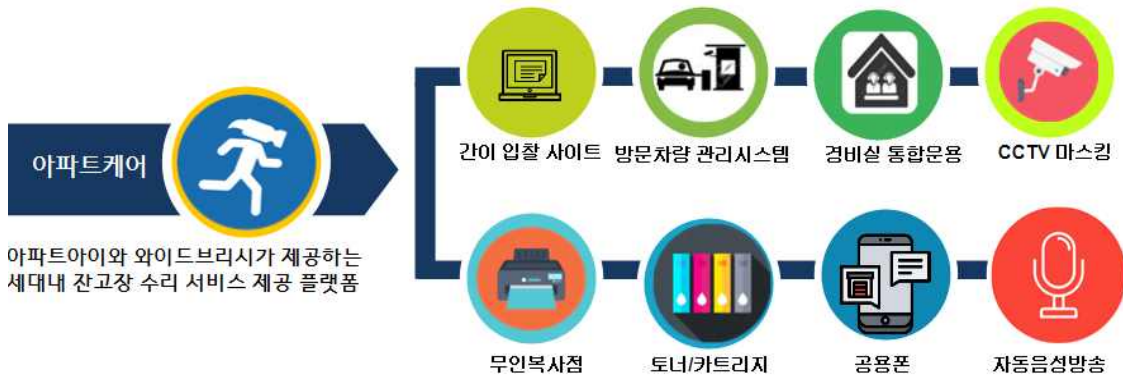 아파트케어
아파트아이와 와이드브리시가 제공하는
세대내 잔고장 수리 서비스 제공 플랫폼
간이 입찰 사이트
방문차량 관리시스템
경비실 통합운용
CCTV 마스킹
무인복사점
토너/카트리지
공용폰
자동음성방송